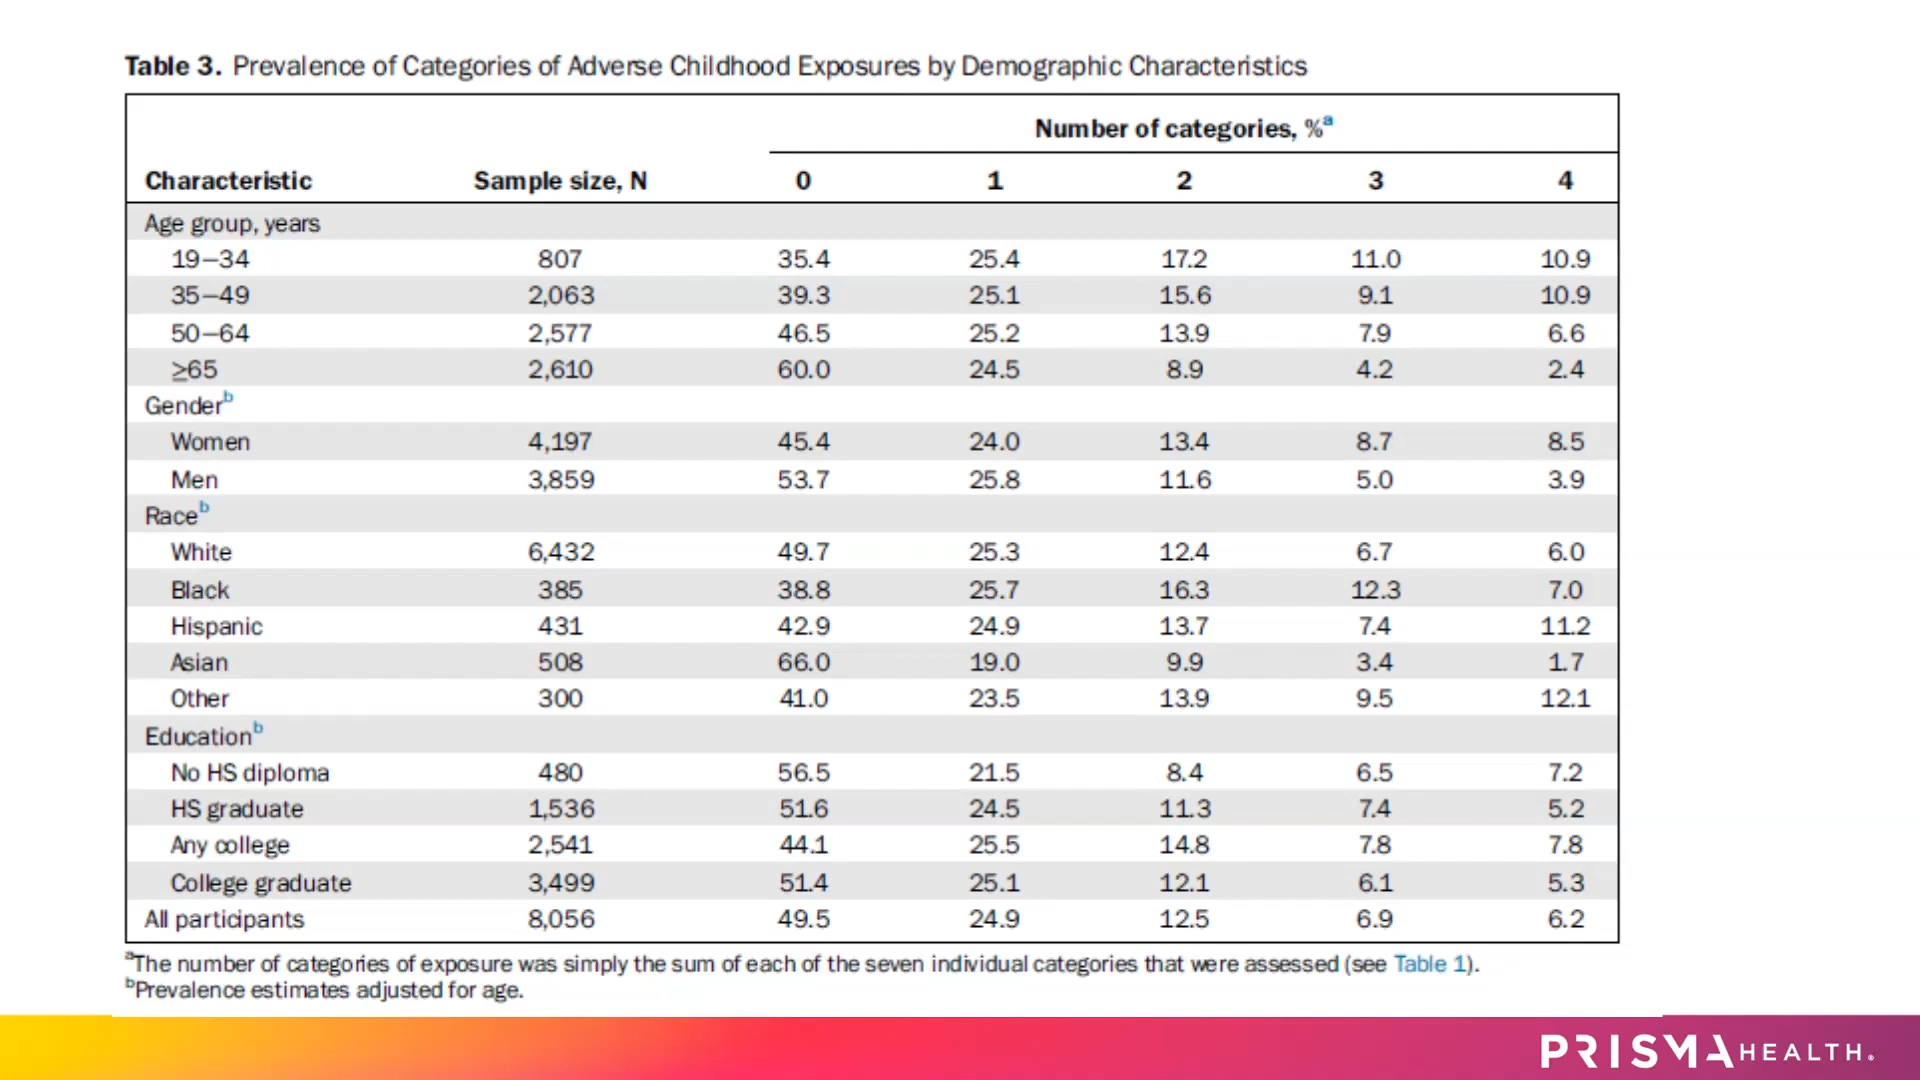 Table 3. Prevalence of Categories of Adverse Childhood Exposures by Demographic Characteristics
Number of categories, %a
Characteristic Sample size, N 0 1 2 3 4
Age group, years
19–34 807 35.4 25.4 17.2 11.0 10.9
35–49 2,063 39.3 25.1 15.6 9.1 10.9
50–64 2,577 46.5 25.2 13.9 7.9 6.6
≥65 2,610 60.0 24.5 8.9 4.2 2.4
Genderb
Women 4,197 45.4 24.0 13.4 8.7 8.5
Men 3,859 53.7 25.8 11.6 5.0 3.9
Raceb
White 6,432 49.7 25.3 12.4 6.7 6.0
Black 385 38.8 25.7 16.3 12.3 7.0
Hispanic 431 42.9 24.9 13.7 7.4 11.2
Asian 508 66.0 19.0 9.9 3.4 1.7
Other 300 41.0 23.5 13.9 9.5 12.1
Educationb
No HS diploma 480 56.5 21.5 8.4 6.5 7.2
HS graduate 1,536 51.6 24.5 11.3 7.4 5.2
Any college 2,541 44.1 25.5 14.8 7.8 7.8
College graduate 3,499 51.4 25.1 12.1 6.1 5.3
All participants 8,056 49.5 24.9 12.5 6.9 6.2
aThe number of categories of exposure was simply the sum of each of the seven individual categories that were assessed (see Table 1).
bPrevalence estimates adjusted for age.
PRISMA HEALTH.